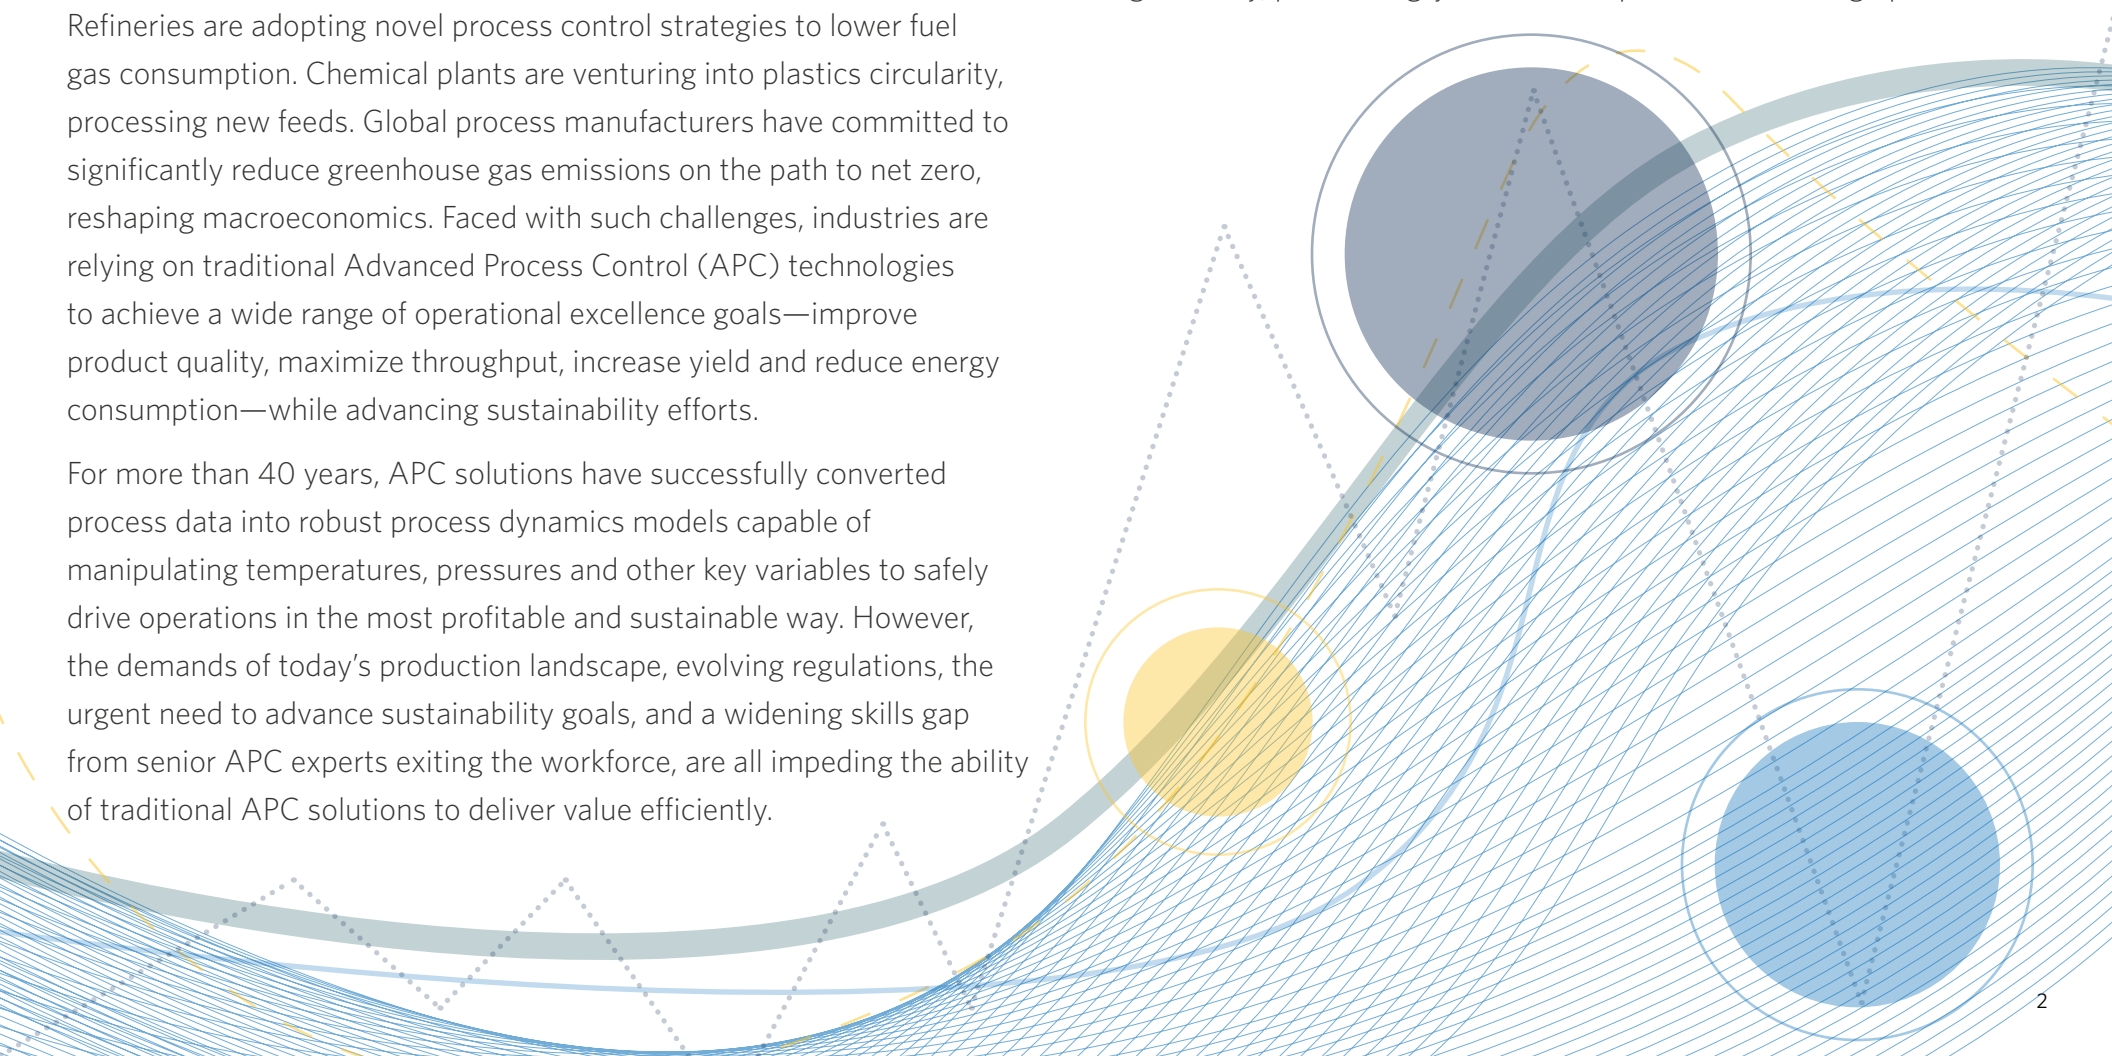 Refineries are adopting novel process control strategies to lower fuel
gas consumption. Chemical plants are venturing into plastics circularity,
processing new feeds. Global process manufacturers have committed to
significantly reduce greenhouse gas emissions on the path to net zero,
reshaping macroeconomics. Faced with such challenges, industries are
relying on traditional Advanced Process Control (APC) technologies
to achieve a wide range of operational excellence goals—improve
product quality, maximize throughput, increase yield and reduce energy
consumption—while advancing sustainability efforts.
For more than 40 years, APC solutions have successfully converted
process data into robust process dynamics models capable of
manipulating temperatures, pressures and other key variables to safely
drive operations in the most profitable and sustainable way. However,
the demands of today’s production landscape, evolving regulations, the
urgent need to advance sustainability goals, and a widening skills gap
from senior APC experts exiting the workforce, are all impeding the ability
of traditional APC solutions to deliver value efficiently.
2